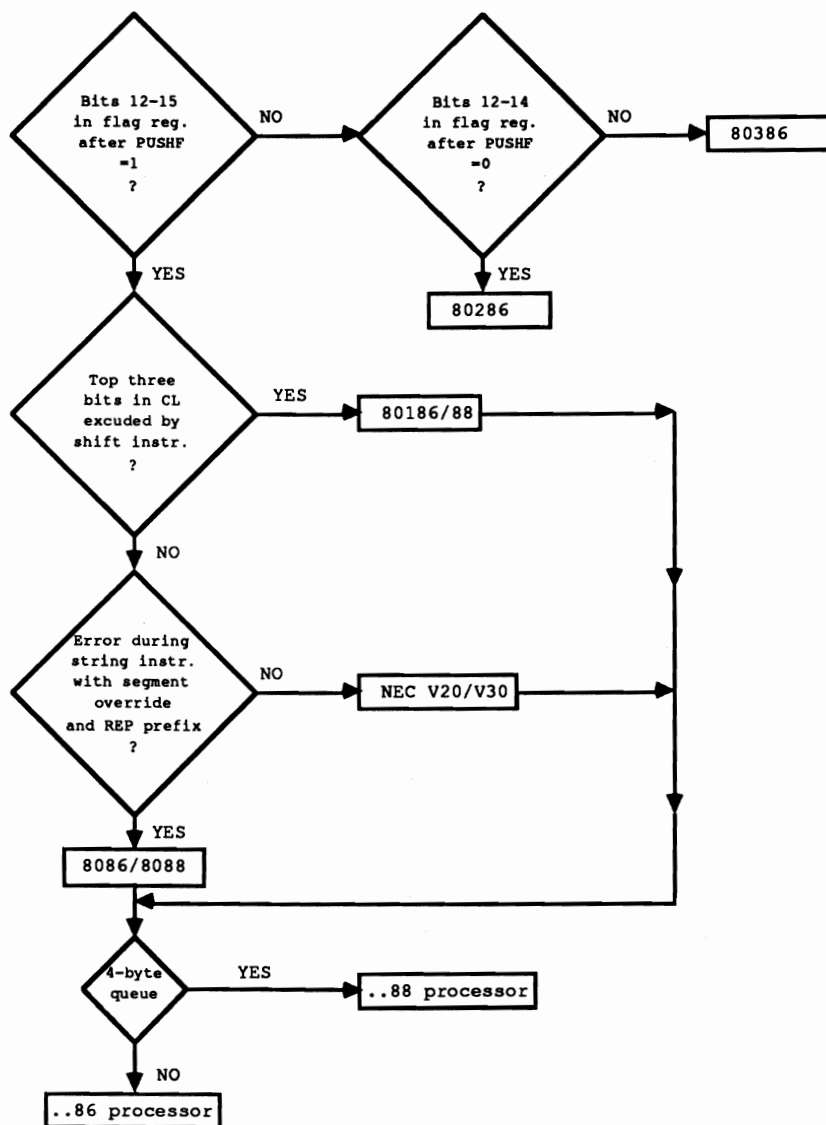 Bits 12-15
in flag reg.
after PUSHF
=1
?
NO
Bits 12-14
in flag reg.
after PUSHF
=0
?
NO
80386
YES
YES
80286
Top three
bits in CL
excuded by
shift instr.
?
YES
80186/88
NO
Error during
string instr.
with segment
override
and REP prefix
?
NO
NEC V20/V30
YES
8086/8088
4-byte
queue
YES
..88 processor
NO
..86 processor